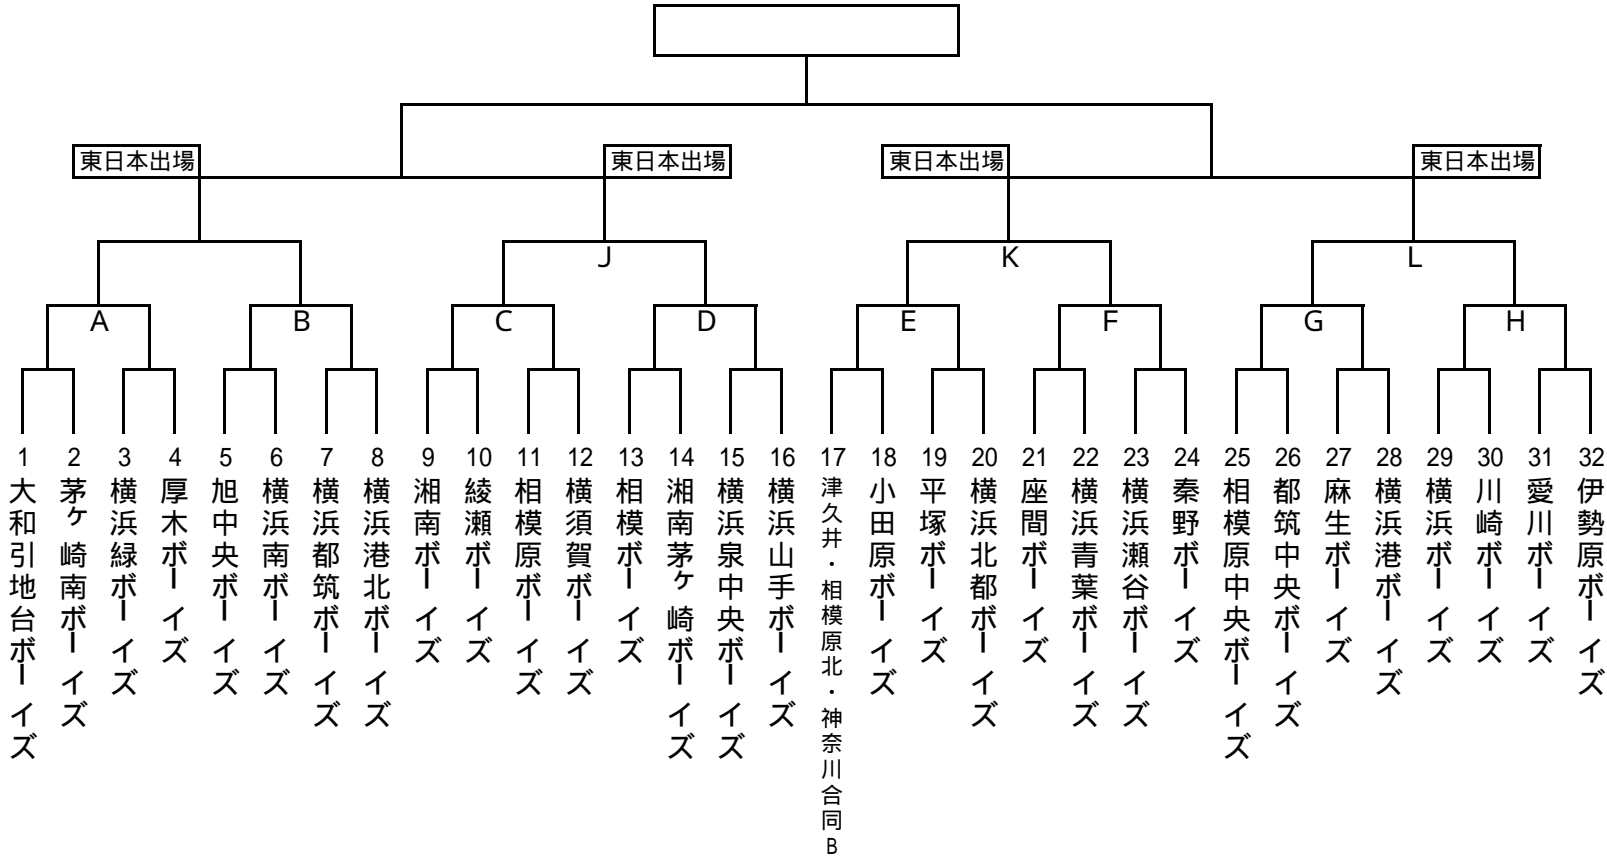 東日本出場
東日本出場
東日本出場
東日本出場
J
K
L
A
B
C
D
E
F
G
H
1 大和引地台ボーイズ
2 茅ヶ崎南ボーイズ
3 横浜緑ボーイズ
4 厚木ボーイズ
5 旭中央ボーイズ
6 横浜南ボーイズ
7 横浜都筑ボーイズ
8 横浜港北ボーイズ
9 湘南ボーイズ
10 綾瀬ボーイズ
11 相模原ボーイズ
12 横須賀ボーイズ
13 相模ボーイズ
14 湘南茅ヶ崎ボーイズ
15 横浜泉中央ボーイズ
16 横浜山手ボーイズ
17 津久井・相模原北・神奈川合同B
18 小田原ボーイズ
19 平塚ボーイズ
20 横浜北都ボーイズ
21 座間ボーイズ
22 横浜青葉ボーイズ
23 横浜瀬谷ボーイズ
24 秦野ボーイズ
25 相模原中央ボーイズ
26 都筑中央ボーイズ
27 麻生ボーイズ
28 横浜港ボーイズ
29 横浜ボーイズ
30 川崎ボーイズ
31 愛川ボーイズ
32 伊勢原ボーイズ